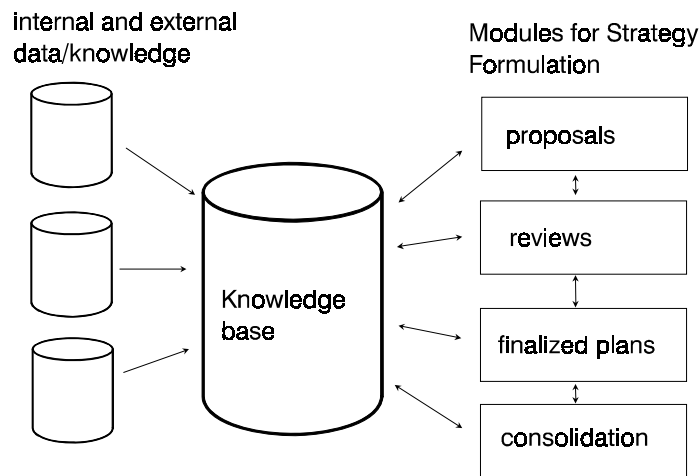 internal and external
data/knowledge
Modules for Strategy
Formulation
proposals
reviews
Knowledge
base
finalized plans
consolidation